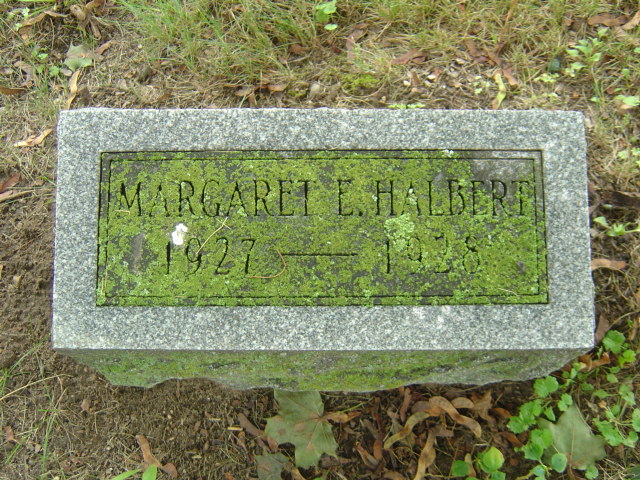 MARGARET E. HALBERT
1927 — 1928